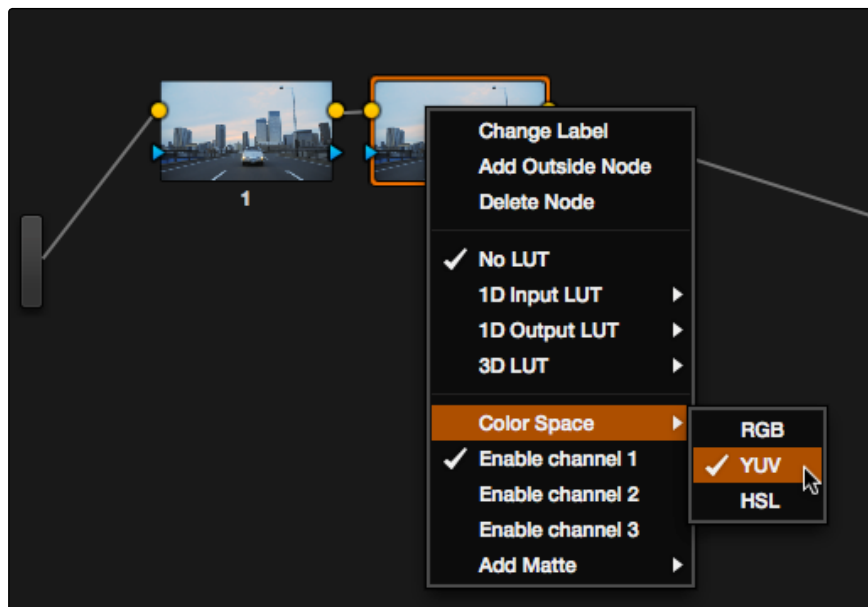 1
Change Label
Add Outside Node
Delete Node
No LUT
1D Input LUT
1D Output LUT
3D LUT
Color Space
Enable channel 1
Enable channel 2
Enable channel 3
Add Matte
RGB
YUV
HSL